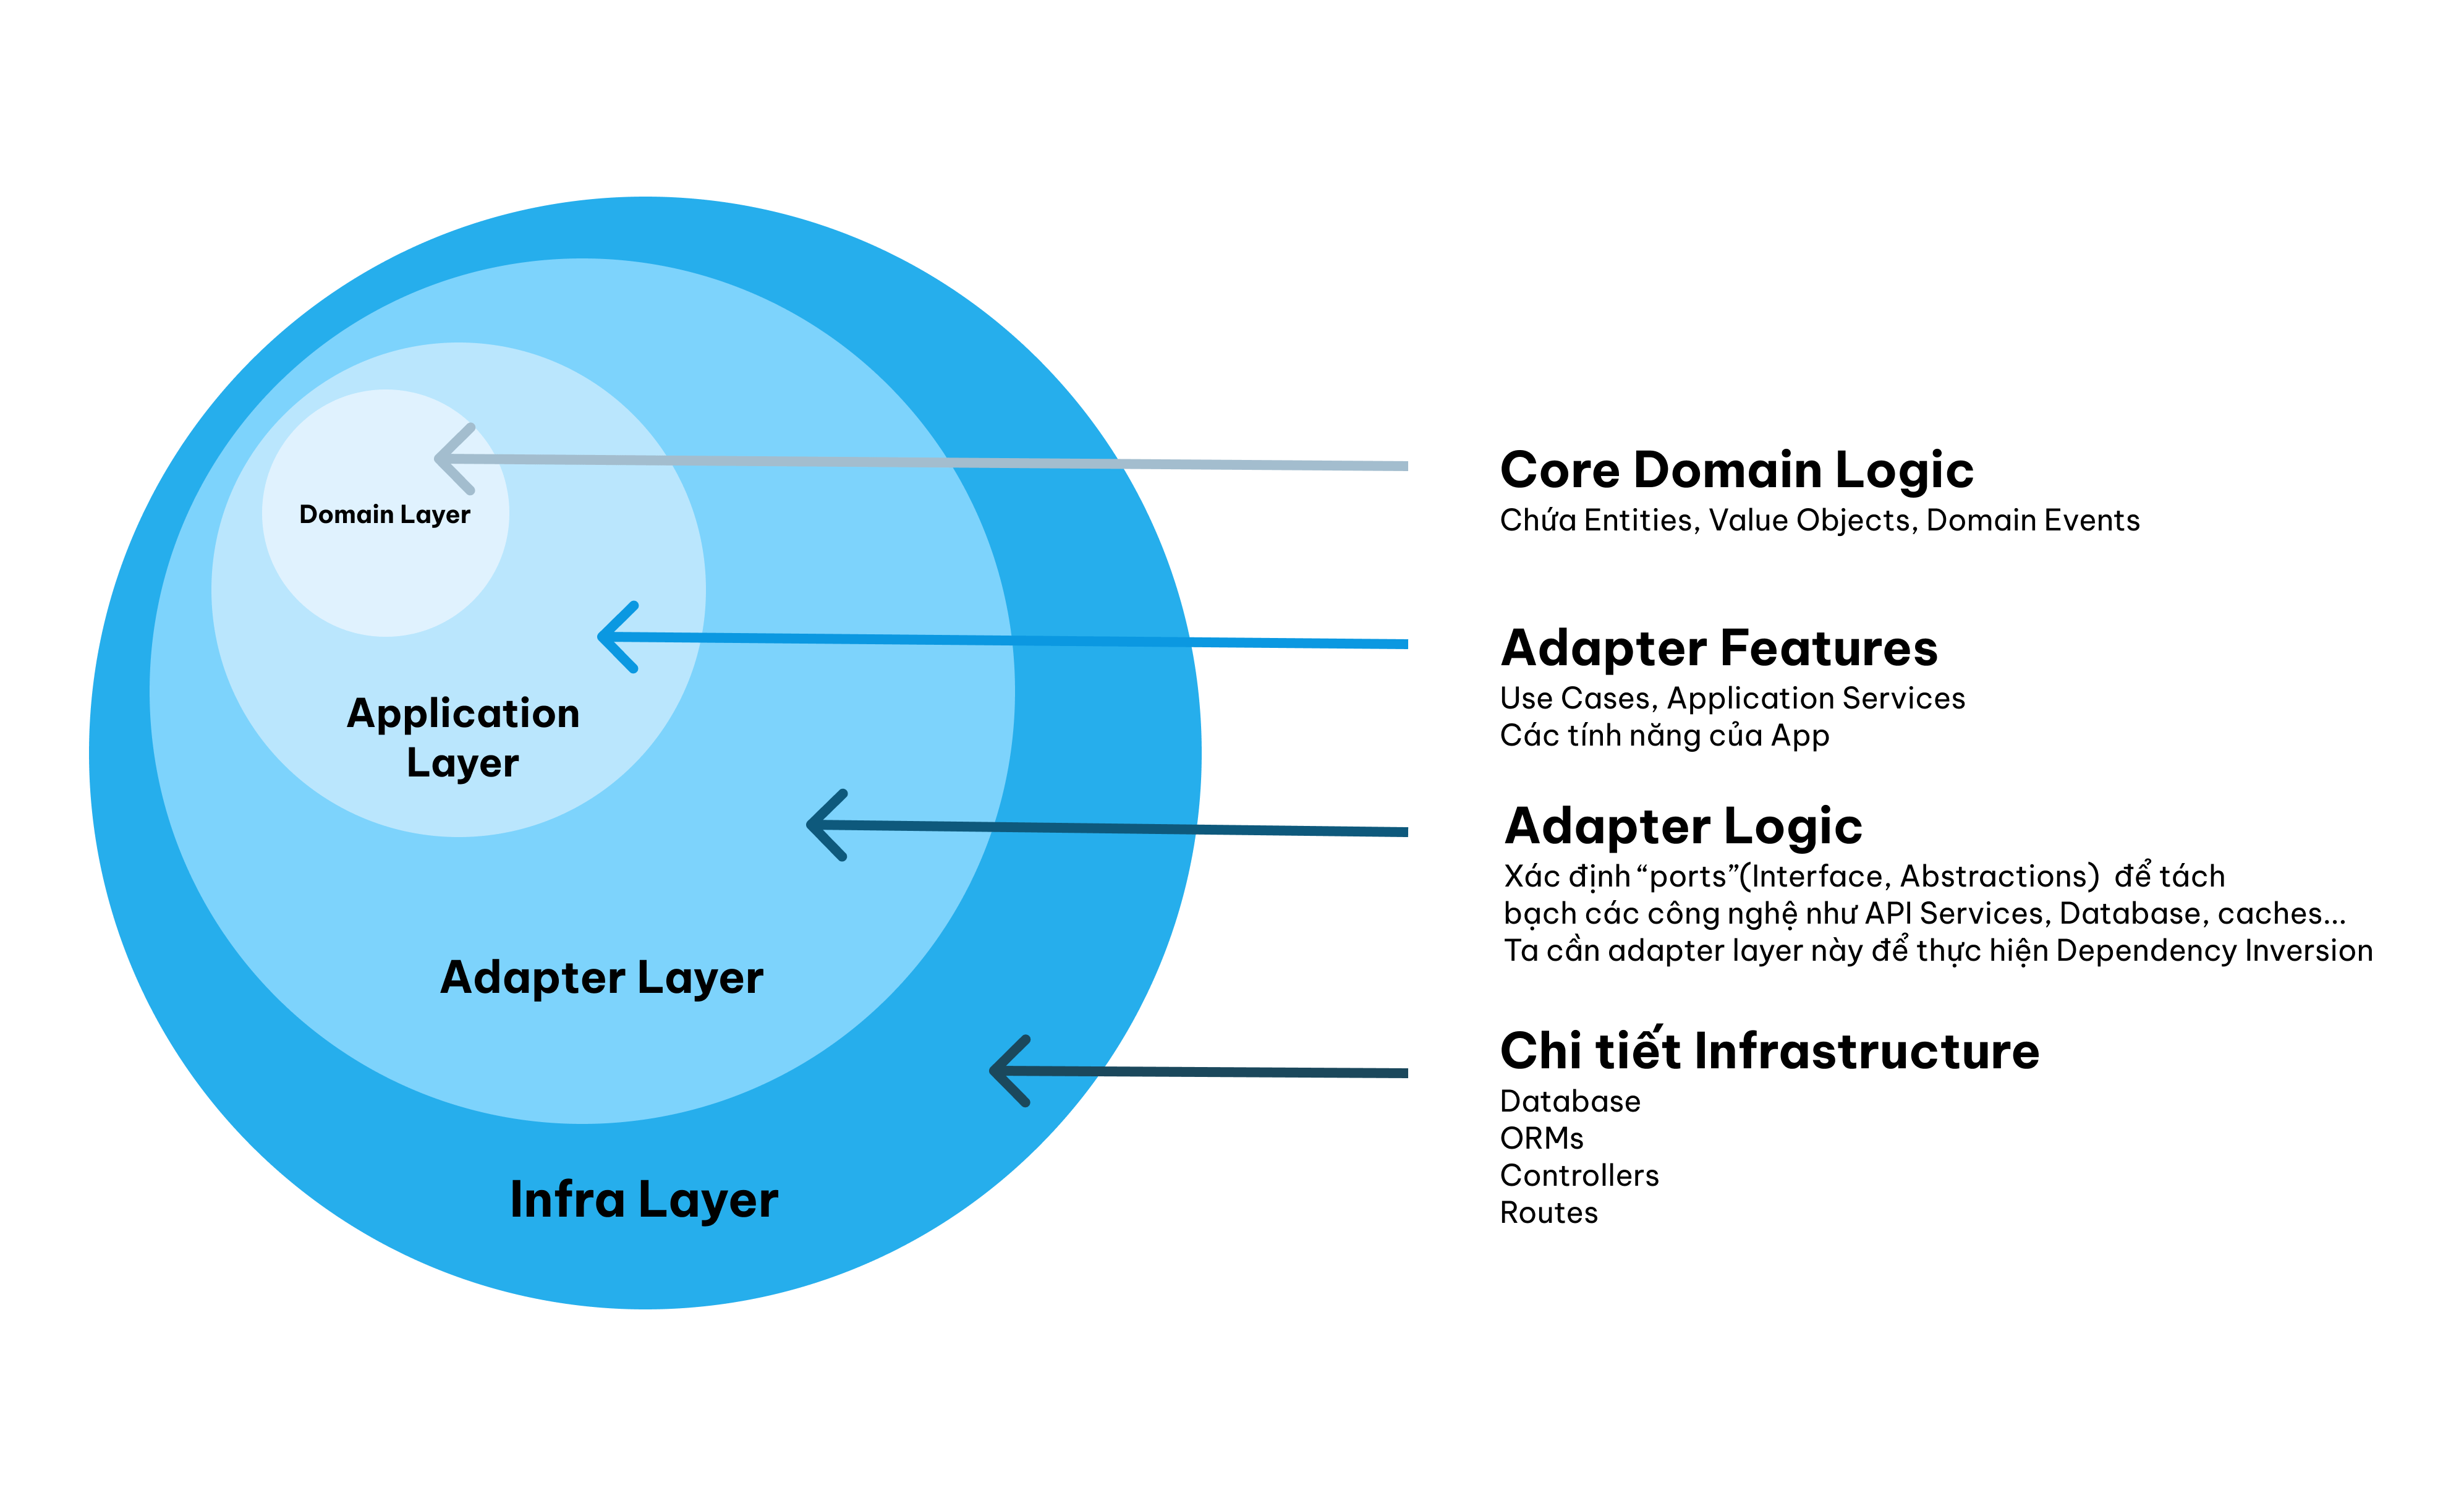 Domain Layer
Application
Layer
Adapter Layer
Infra Layer
Core Domain Logic
Chứa Entities, Value Objects, Domain Events
Adapter Features
Use Cases, Application Services
Các tính năng của App
Adapter Logic
Xác định “ports”(Interface, Abstractions)  để tách
bạch các công nghệ như API Services, Database, caches...
Ta cần adapter layer này để thực hiện Dependency Inversion
Chi tiết Infrastructure
Database
ORMs
Controllers
Routes